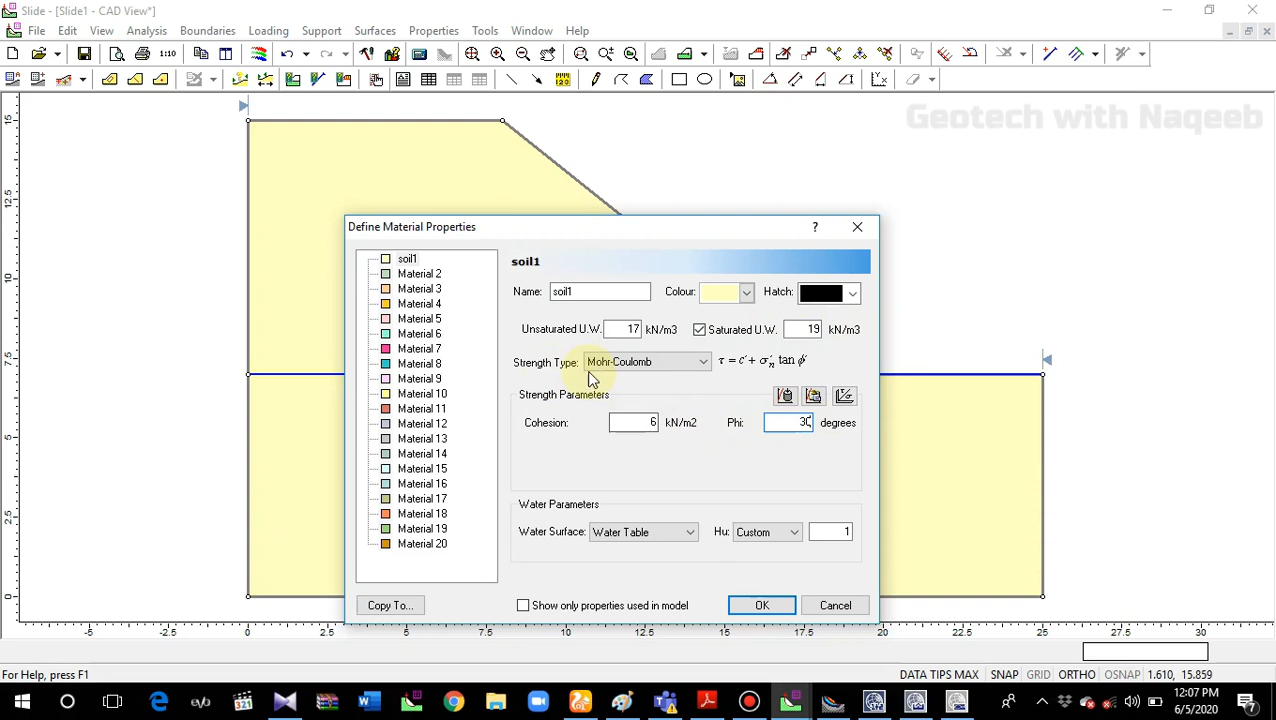 Slide - [Slide1 - CAD View*]
File Edit View Analysis Boundaries Loading Support Surfaces Properties Tools Window Help
1:10
Geotech with Naqeeb
15
12.5
10
7.5
5
2.5
0
Define Material Properties
?
soil1
Material 2
Material 3
Material 4
Material 5
Material 6
Material 7
Material 8
Material 9
Material 10
Material 11
Material 12
Material 13
Material 14
Material 15
Material 16
Material 17
Material 18
Material 19
Material 20
soil1
Name: soil1 Colour: Hatch:
Unsaturated U.W. 17 kN/m3 Saturated U.W. 19 kN/m3
Strength Type: Mohr-Coulomb τ = c′ + σ′n tan ϕ′
Strength Parameters
Cohesion: 6 kN/m2 Phi: 30 degrees
Water Parameters
Water Surface: Water Table Hu: Custom 1
Copy To... Show only properties used in model OK Cancel
-5 -2.5 0 2.5 5 7.5 10 12.5 15 17.5 20 22.5 25 27.5 30
For Help, press F1 DATA TIPS MAX SNAP GRID ORTHO OSNAP 1.610, 15.859
12:07 PM
6/5/2020